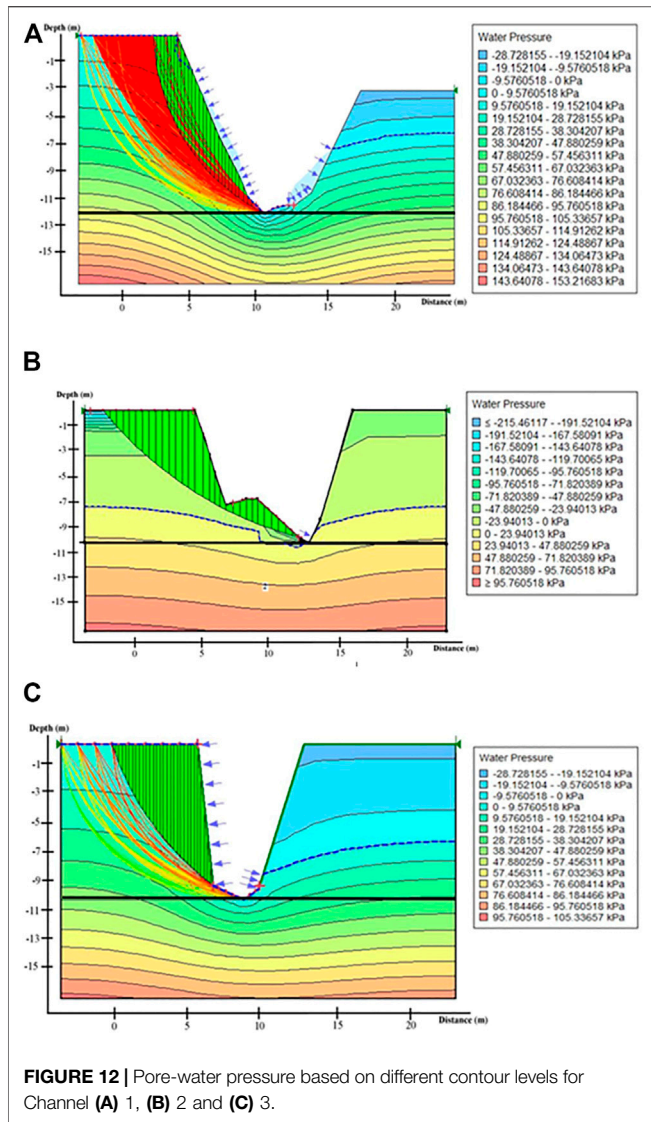 A
Depth (m)
-1
-3
-5
-7
-9
-11
-15
0
5
10
15
20
Distance (m)
Water Pressure
-28.728155 - -19.152104 kPa
-19.152104 - -9.5760518 kPa
-9.5760518 - 0 kPa
0 - 9.5760518 kPa
9.5760518 - 19.152104 kPa
19.152104 - 28.728155 kPa
28.728155 - 38.304207 kPa
38.304207 - 47.880259 kPa
47.880259 - 57.456311 kPa
57.456311 - 67.032363 kPa
67.032363 - 76.608414 kPa
76.608414 - 86.184466 kPa
86.184466 - 95.760518 kPa
95.760518 - 105.33657 kPa
105.33657 - 114.91262 kPa
114.91262 - 124.48867 kPa
124.48867 - 134.06473 kPa
134.06473 - 143.64078 kPa
143.64078 - 153.21683 kPa
B
Depth (m)
-1
-3
-5
-7
-9
-11
-15
2
0
5
10
15
20
Distance (m)
Water Pressure
≤ -215.46117 - -191.52104 kPa
-191.52104 - -167.58091 kPa
-167.58091 - -143.64078 kPa
-143.64078 - -119.70065 kPa
-119.70065 - -95.760518 kPa
-95.760518 - -71.820389 kPa
-71.820389 - -47.880259 kPa
-47.880259 - -23.94013 kPa
-23.94013 - 0 kPa
0 - 23.94013 kPa
23.94013 - 47.880259 kPa
47.880259 - 71.820389 kPa
71.820389 - 95.760518 kPa
≥ 95.760518 kPa
C
Depth (m)
-1
-3
-5
-7
-9
-11
-15
0
5
10
15
20
Distance (m)
Water Pressure
-28.728155 - -19.152104 kPa
-19.152104 - -9.5760518 kPa
-9.5760518 - 0 kPa
0 - 9.5760518 kPa
9.5760518 - 19.152104 kPa
19.152104 - 28.728155 kPa
28.728155 - 38.304207 kPa
38.304207 - 47.880259 kPa
47.880259 - 57.456311 kPa
57.456311 - 67.032363 kPa
67.032363 - 76.608414 kPa
76.608414 - 86.184466 kPa
86.184466 - 95.760518 kPa
95.760518 - 105.33657 kPa
FIGURE 12 | Pore-water pressure based on different contour levels for
Channel (A) 1, (B) 2 and (C) 3.